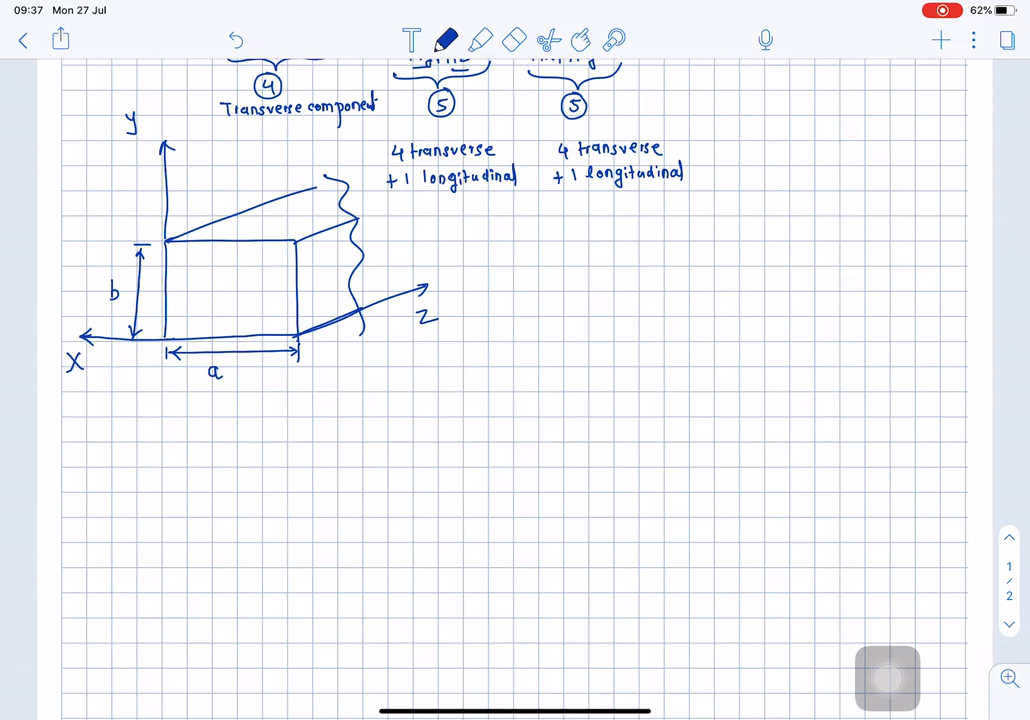 09:37 Mon 27 Jul
62%
T
4
Transverse component
5
5
4 transverse
+ 1 longitudinal
4 transverse
+ 1 longitudinal
y
b
Z
X
a
1
/
2